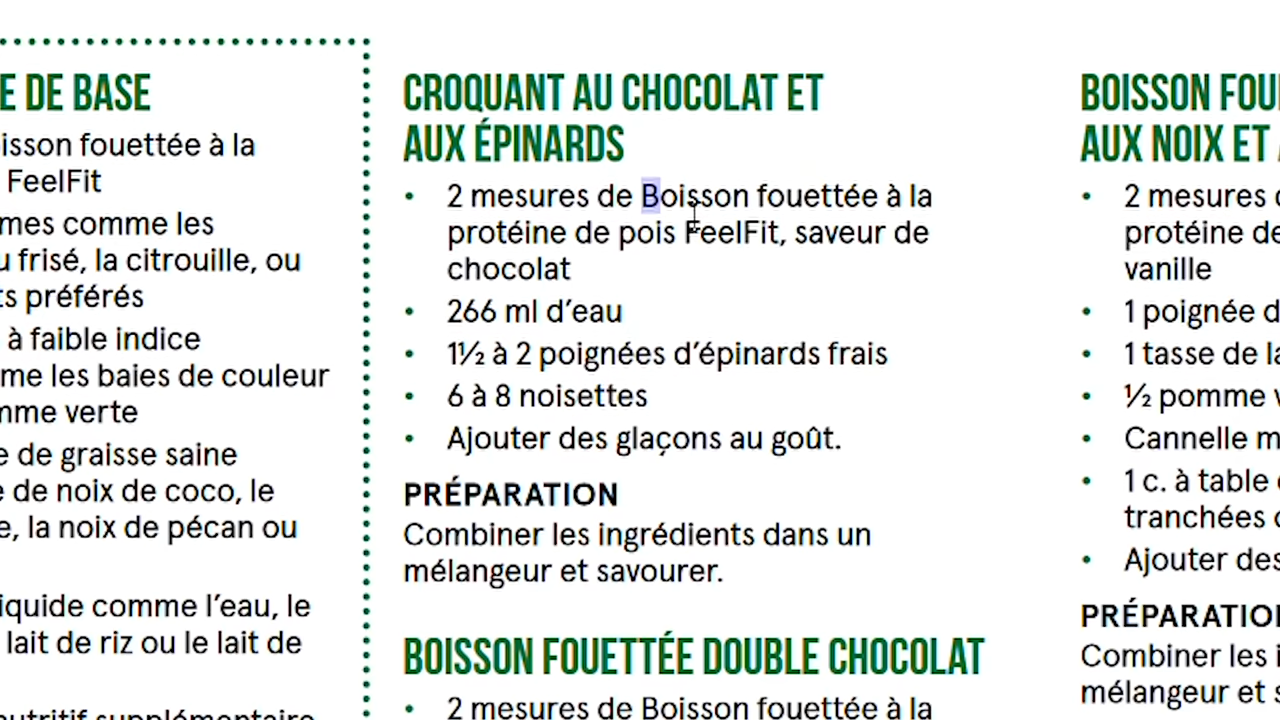 E DE BASE
isson fouettée à la
FeelFit
mes comme les
u frisé, la citrouille, ou
ts préférés
à faible indice
me les baies de couleur
mme verte
e de graisse saine
e de noix de coco, le
e, la noix de pécan ou
iquide comme l’eau, le
lait de riz ou le lait de
nutritif supplémentaire
CROQUANT AU CHOCOLAT ET
AUX ÉPINARDS
• 2 mesures de Boisson fouettée à la
protéine de pois FeelFit, saveur de
chocolat
• 266 ml d’eau
• 1½ à 2 poignées d’épinards frais
• 6 à 8 noisettes
• Ajouter des glaçons au goût.
PRÉPARATION
Combiner les ingrédients dans un
mélangeur et savourer.
BOISSON FOUETTÉE DOUBLE CHOCOLAT
• 2 mesures de Boisson fouettée à la
BOISSON FOU
AUX NOIX ET
• 2 mesures
protéine de
vanille
• 1 poignée d
• 1 tasse de la
• ½ pomme v
• Cannelle m
• 1 c. à table
tranchées
• Ajouter des
PRÉPARATION
Combiner les i
mélangeur et s